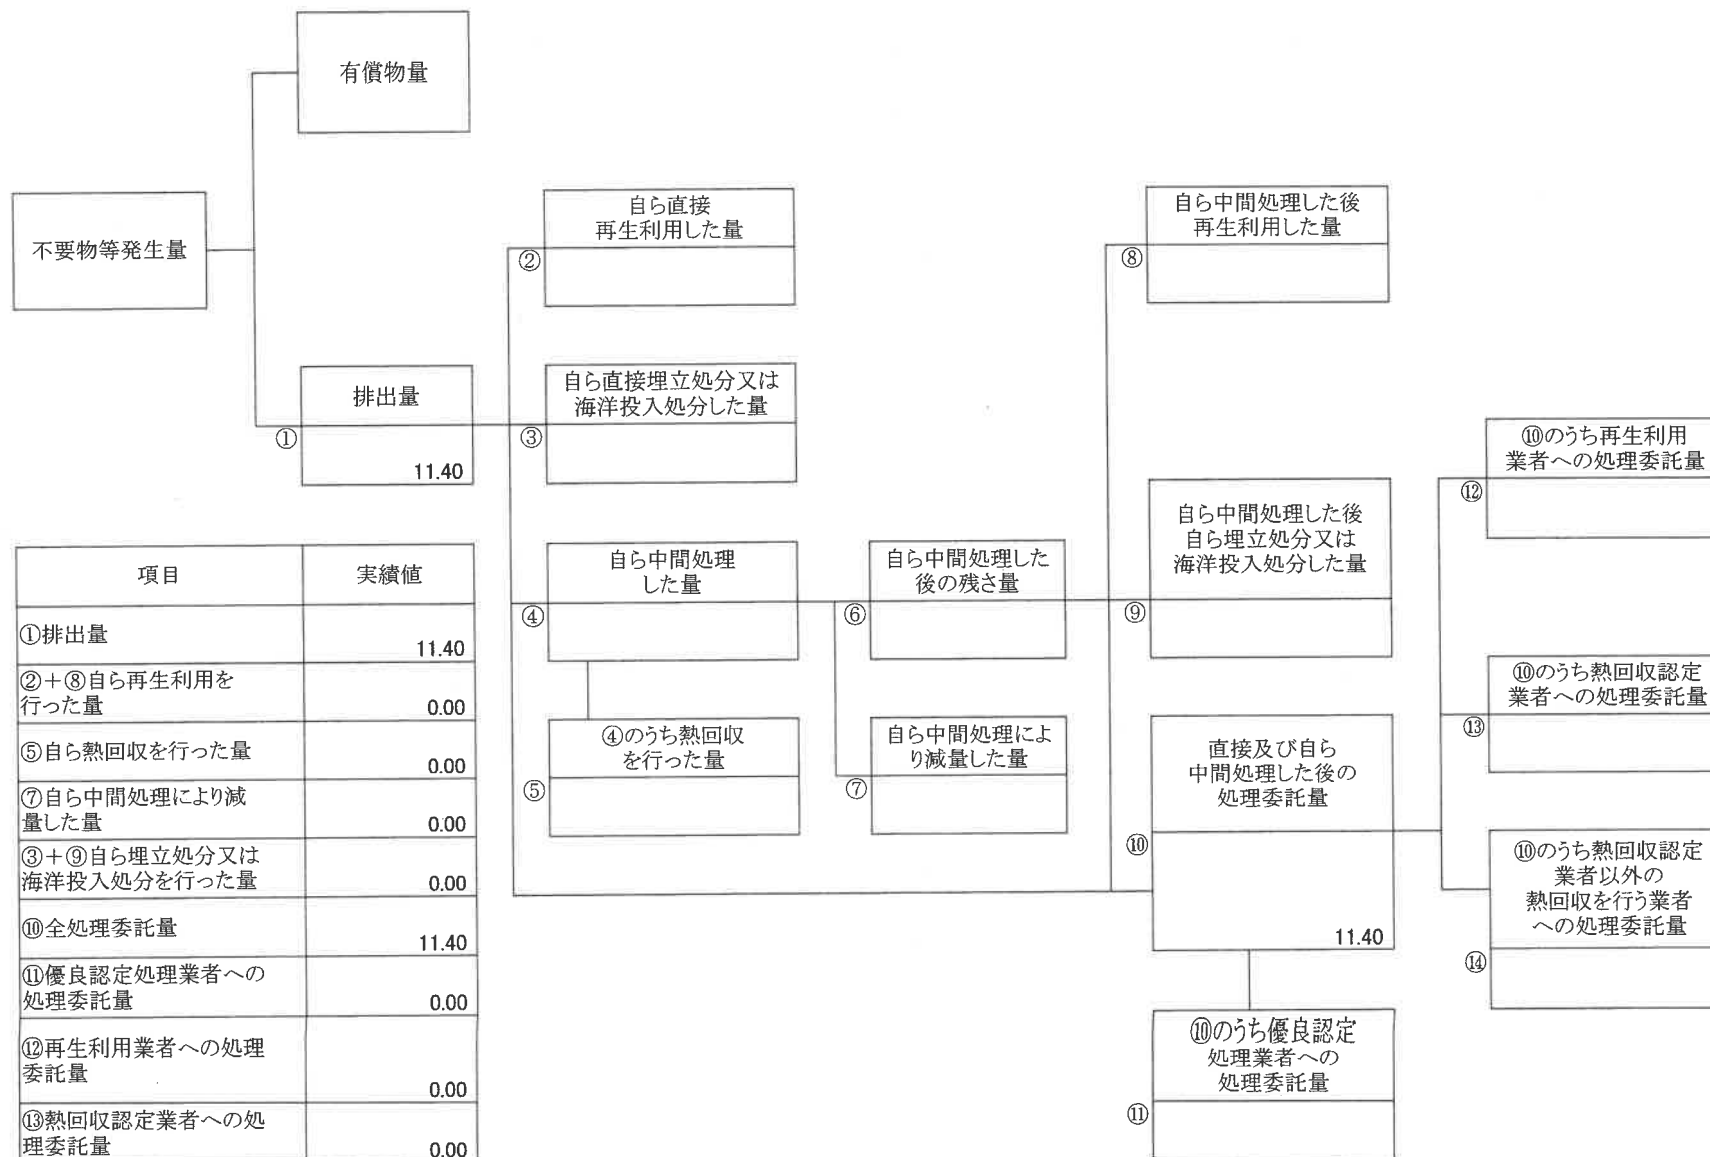 有償物量
不要物等発生量
排出量
①
11.40
自ら直接
再生利用した量
②
自ら直接埋立処分又は
海洋投入処分した量
③
自ら中間処理
した量
④
④のうち熱回収
を行った量
⑤
自ら中間処理した
後の残さ量
⑥
自ら中間処理によ
り減量した量
⑦
自ら中間処理した後
再生利用した量
⑧
自ら中間処理した後
自ら埋立処分又は
海洋投入処分した量
⑨
直接及び自ら
中間処理した後の
処理委託量
⑩
11.40
⑩のうち優良認定
処理業者への
処理委託量
⑪
⑩のうち再生利用
業者への処理委託量
⑫
⑩のうち熱回収認定
業者への処理委託量
⑬
⑩のうち熱回収認定
業者以外の
熱回収を行う業者
への処理委託量
⑭
項目 実績値
①排出量 11.40
②+⑧自ら再生利用を
行った量 0.00
⑤自ら熱回収を行った量 0.00
⑦自ら中間処理により減
量した量 0.00
③+⑨自ら埋立処分又は
海洋投入処分を行った量 0.00
⑩全処理委託量 11.40
⑪優良認定処理業者への
処理委託量 0.00
⑫再生利用業者への処理
委託量 0.00
⑬熱回収認定業者への処
理委託量 0.00